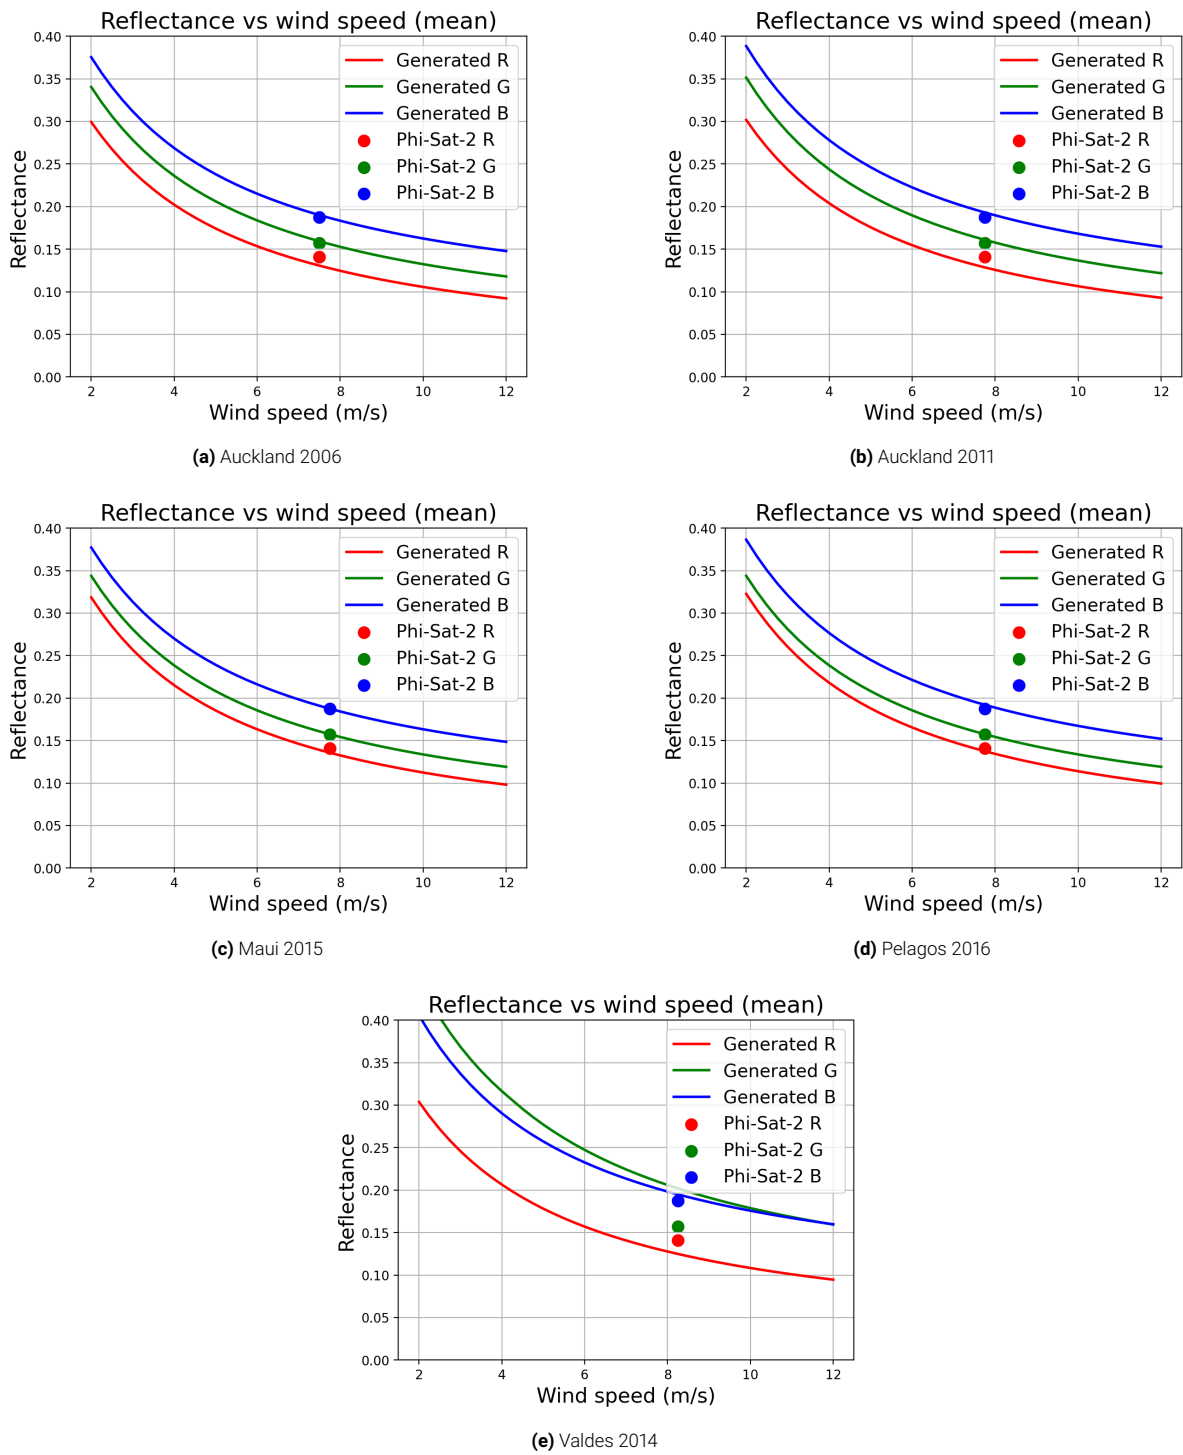 Reflectance vs wind speed (mean)
0.40
0.35
0.30
0.25
0.20
0.15
0.10
0.05
0.00
Reflectance
Generated R
Generated G
Generated B
Phi-Sat-2 R
Phi-Sat-2 G
Phi-Sat-2 B
2 4 6 8 10 12
Wind speed (m/s)
(a) Auckland 2006
Reflectance vs wind speed (mean)
0.40
0.35
0.30
0.25
0.20
0.15
0.10
0.05
0.00
Reflectance
Generated R
Generated G
Generated B
Phi-Sat-2 R
Phi-Sat-2 G
Phi-Sat-2 B
2 4 6 8 10 12
Wind speed (m/s)
(b) Auckland 2011
Reflectance vs wind speed (mean)
0.40
0.35
0.30
0.25
0.20
0.15
0.10
0.05
0.00
Reflectance
Generated R
Generated G
Generated B
Phi-Sat-2 R
Phi-Sat-2 G
Phi-Sat-2 B
2 4 6 8 10 12
Wind speed (m/s)
(c) Maui 2015
Reflectance vs wind speed (mean)
0.40
0.35
0.30
0.25
0.20
0.15
0.10
0.05
0.00
Reflectance
Generated R
Generated G
Generated B
Phi-Sat-2 R
Phi-Sat-2 G
Phi-Sat-2 B
2 4 6 8 10 12
Wind speed (m/s)
(d) Pelagos 2016
Reflectance vs wind speed (mean)
0.40
0.35
0.30
0.25
0.20
0.15
0.10
0.05
0.00
Reflectance
Generated R
Generated G
Generated B
Phi-Sat-2 R
Phi-Sat-2 G
Phi-Sat-2 B
2 4 6 8 10 12
Wind speed (m/s)
(e) Valdes 2014